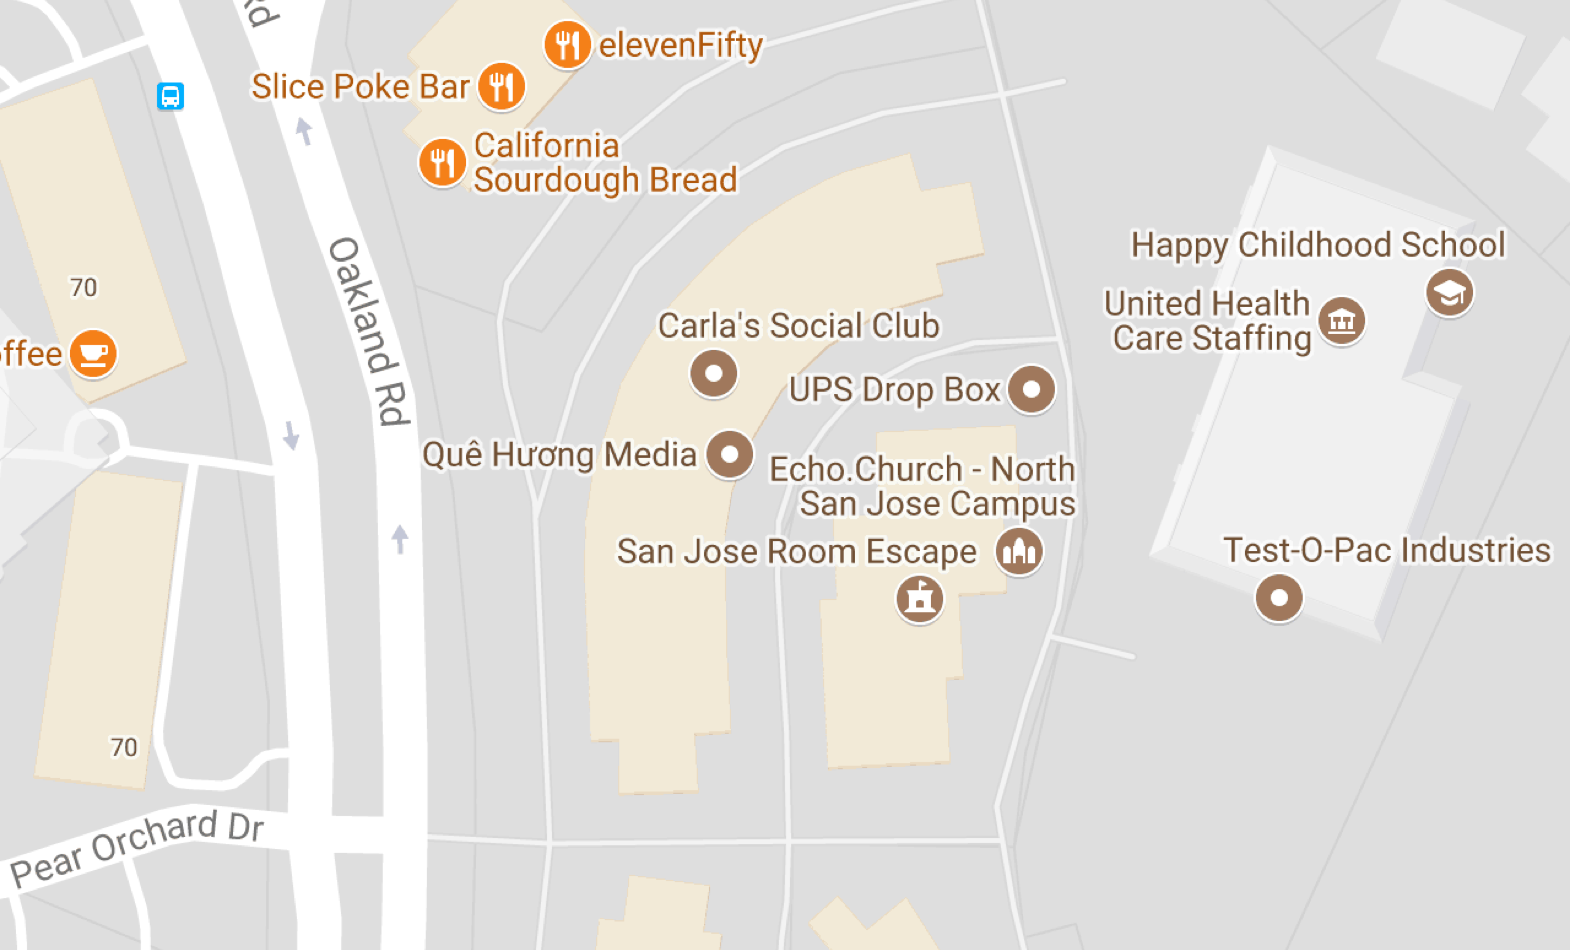 Rd
elevenFifty
Slice Poke Bar
California
Sourdough Bread
Oakland Rd
70
ffee
Happy Childhood School
United Health
Care Staffing
Carla's Social Club
UPS Drop Box
Quê Hương Media
Echo.Church - North
San Jose Campus
San Jose Room Escape
Test-O-Pac Industries
70
Pear Orchard Dr